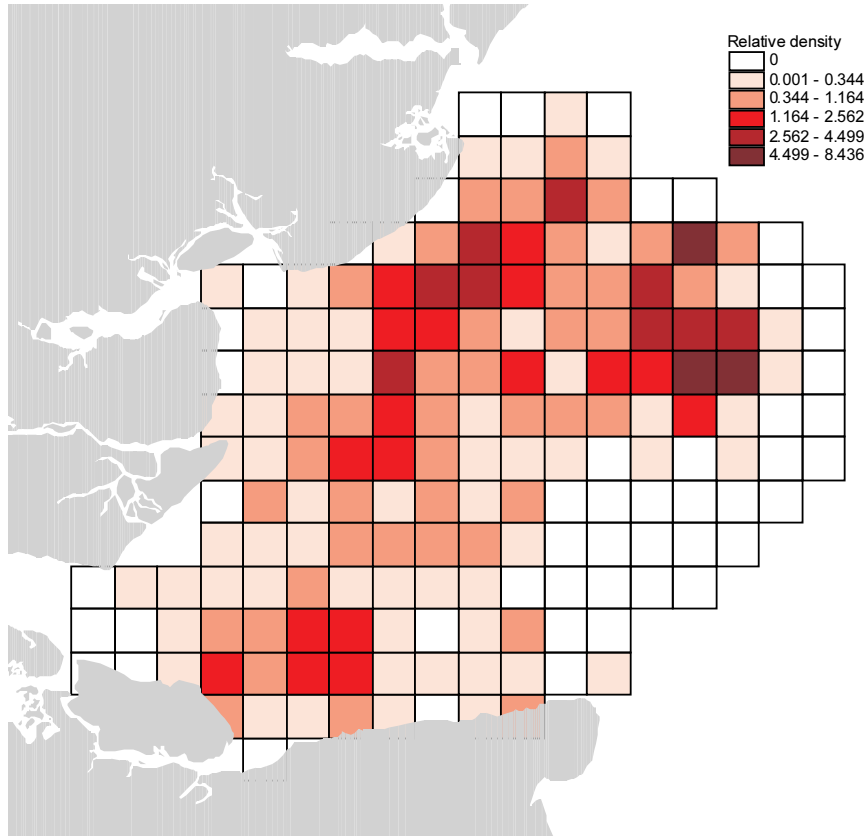 Relative density
0
0.001 - 0.344
0.344 - 1.164
1.164 - 2.562
2.562 - 4.499
4.499 - 8.436